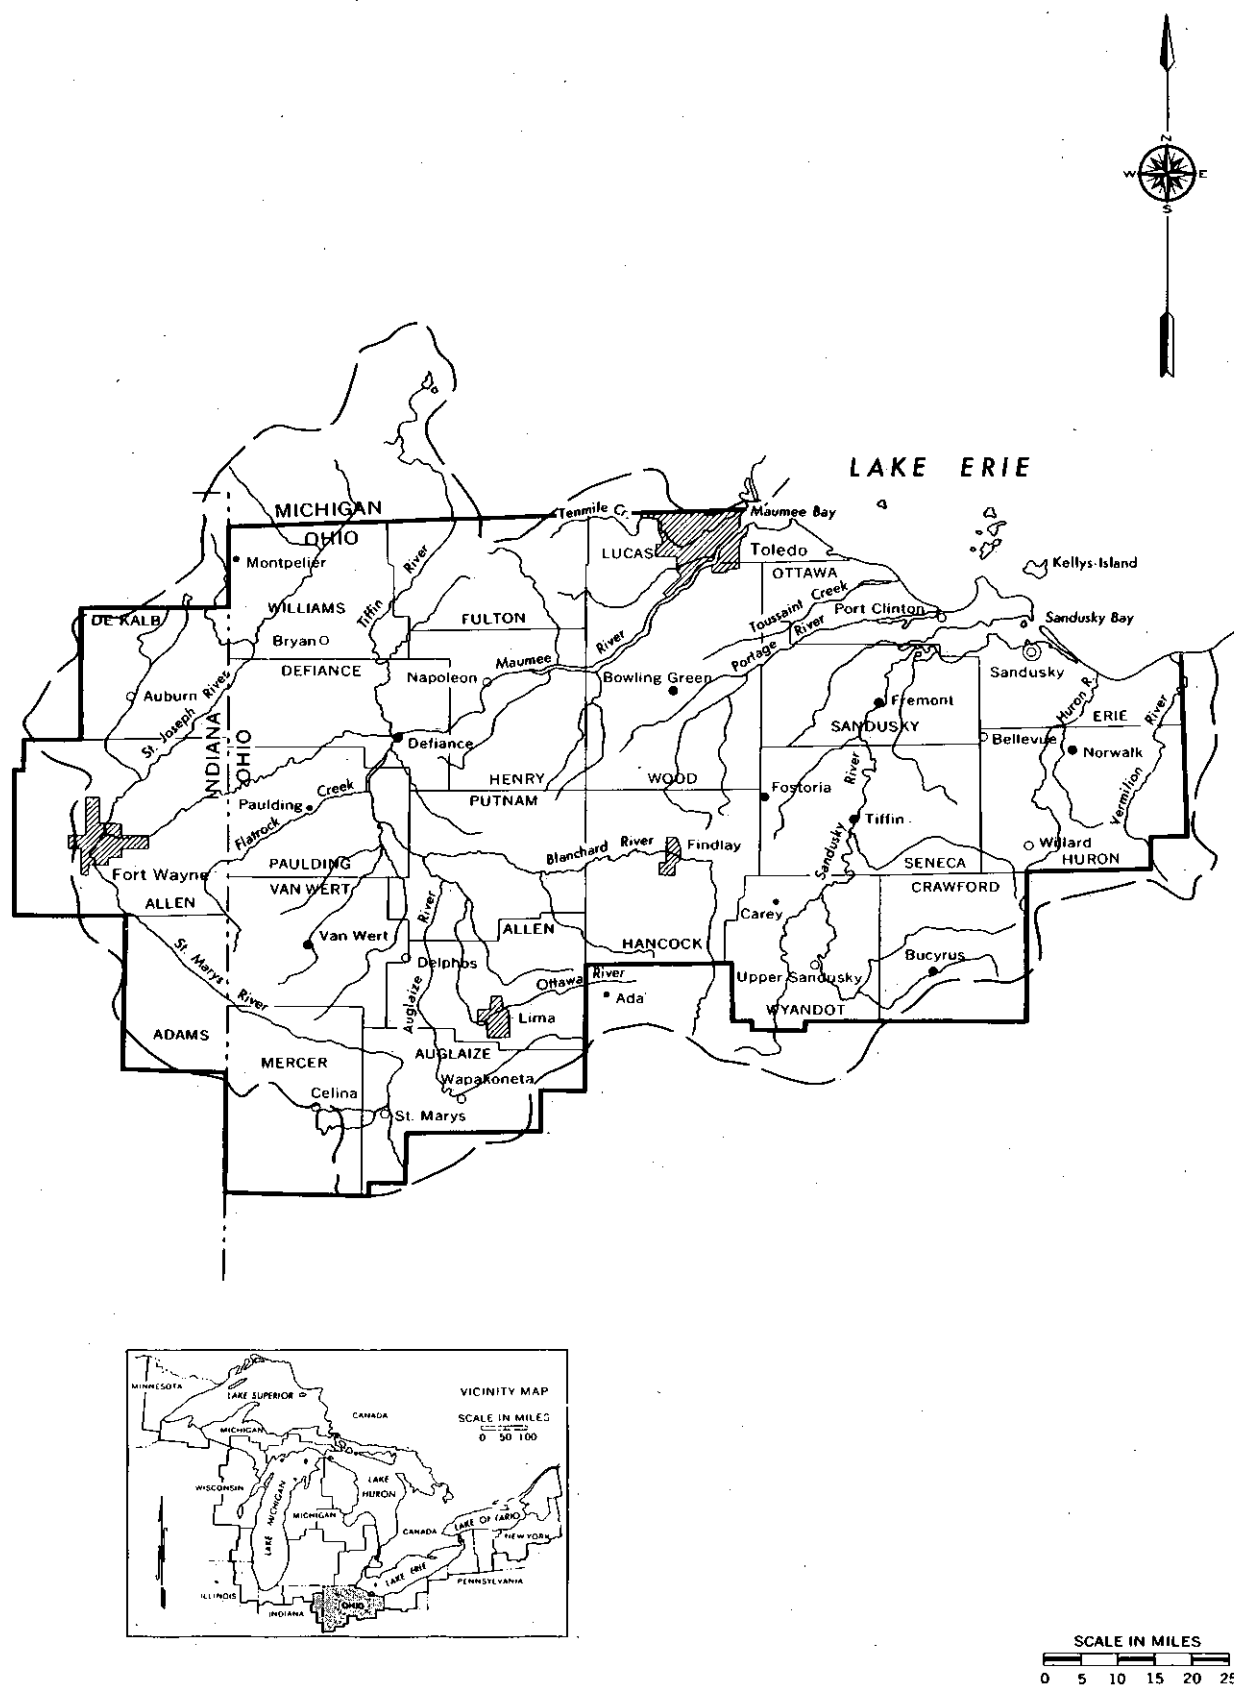 N
W E
S
LAKE ERIE
MICHIGAN
OHIO
Tenmile Cr.
Maumee Bay
LUCAS
Toledo
Montpelier
OTTAWA
Kellys Island
Tiffin River
Toussaint Creek
DE KALB
WILLIAMS
FULTON
Port Clinton
Sandusky Bay
Bryan
Portage River
Maumee River
DEFIANCE
Napoleon
Bowling Green
Sandusky
Auburn
St. Joseph River
Fremont
Huron R.
ERIE
SANDUSKY
INDIANA
OHIO
Defiance
Bellevue
Norwalk
HENRY
WOOD
Vermilion River
Paulding
PUTNAM
Fostoria
Flatrock Creek
Tiffin
Sandusky River
Blanchard River
Findlay
Willard
PAULDING
SENECA
HURON
Fort Wayne
VAN WERT
CRAWFORD
ALLEN
Carey
ALLEN
Van Wert
HANCOCK
St. Marys River
Delphos
Bucyrus
Upper Sandusky
Auglaize River
Ottawa River
Ada
WYANDOT
Lima
ADAMS
AUGLAIZE
MERCER
Wapakoneta
Celina
St. Marys
MINNESOTA
LAKE SUPERIOR
VICINITY MAP
CANADA
SCALE IN MILES
0 50 100
MICHIGAN
WISCONSIN
LAKE MICHIGAN
LAKE HURON
MICHIGAN
CANADA
NEW YORK
LAKE ERIE
PENNSYLVANIA
ILLINOIS
INDIANA
OHIO
SCALE IN MILES
0 5 10 15 20 25